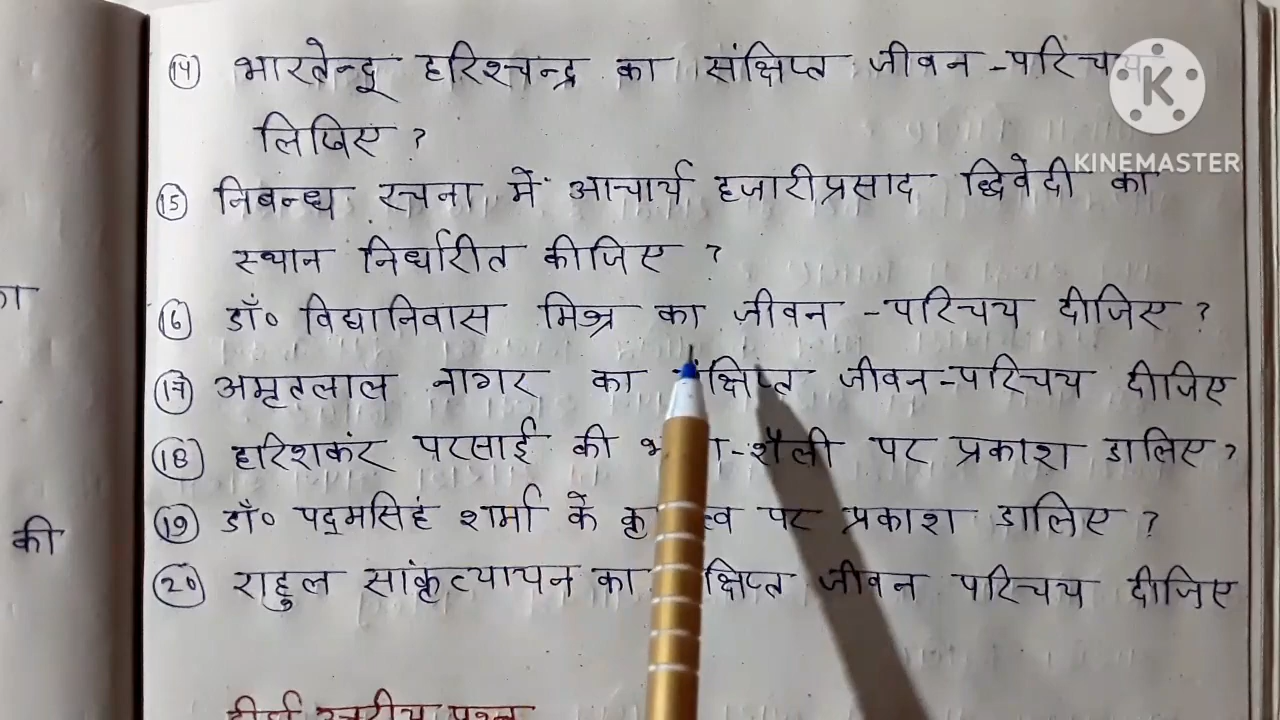 (14) भारतेन्दु हरिश्चन्द्र का संक्षिप्त जीवन-परिचय
लिखिए ?
(15) निबन्ध रचना में आचार्य हजारीप्रसाद द्विवेदी का
स्थान निर्धारीत कीजिए ?
(16) डॉ० विद्यानिवास मिश्र का जीवन-परिचय दीजिए ?
(17) अमृतलाल नागर का संक्षिप्त जीवन-परिचय दीजिए
(18) हरिशकंर परसाई की भाषा-शैली पर प्रकाश डालिए ?
(19) डॉ० पद्मसिंह शर्मा के पर प्रकाश डालिए ?
(20) राहुल सांकृत्यायन का संक्षिप्त जीवन परिचय दीजिए
का
की
KINEMASTER